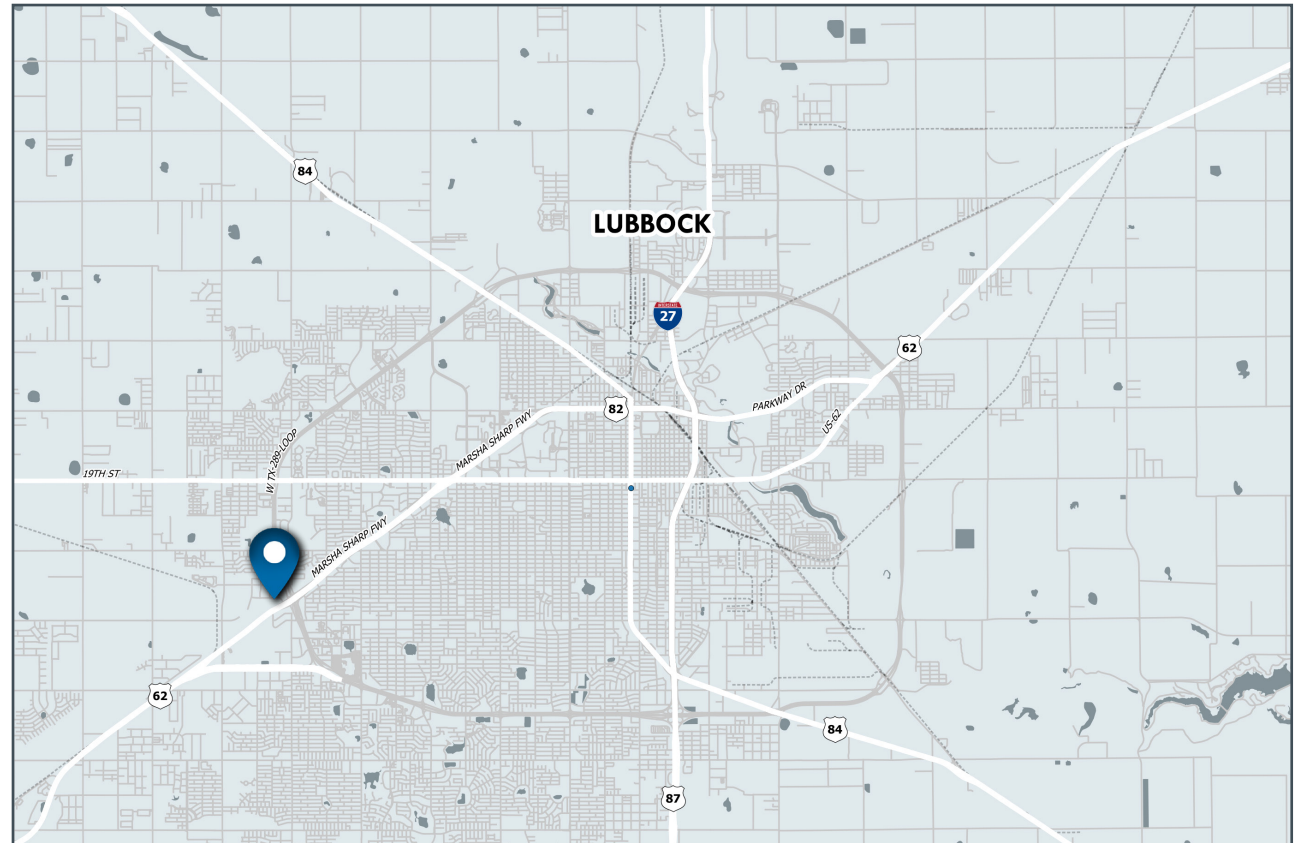 84
LUBBOCK
INTERSTATE
27
62
PARKWAY DR
82
US-62
MARSHA SHARP FWY
W TX-289-LOOP
19TH ST
MARSHA SHARP FWY
62
84
87